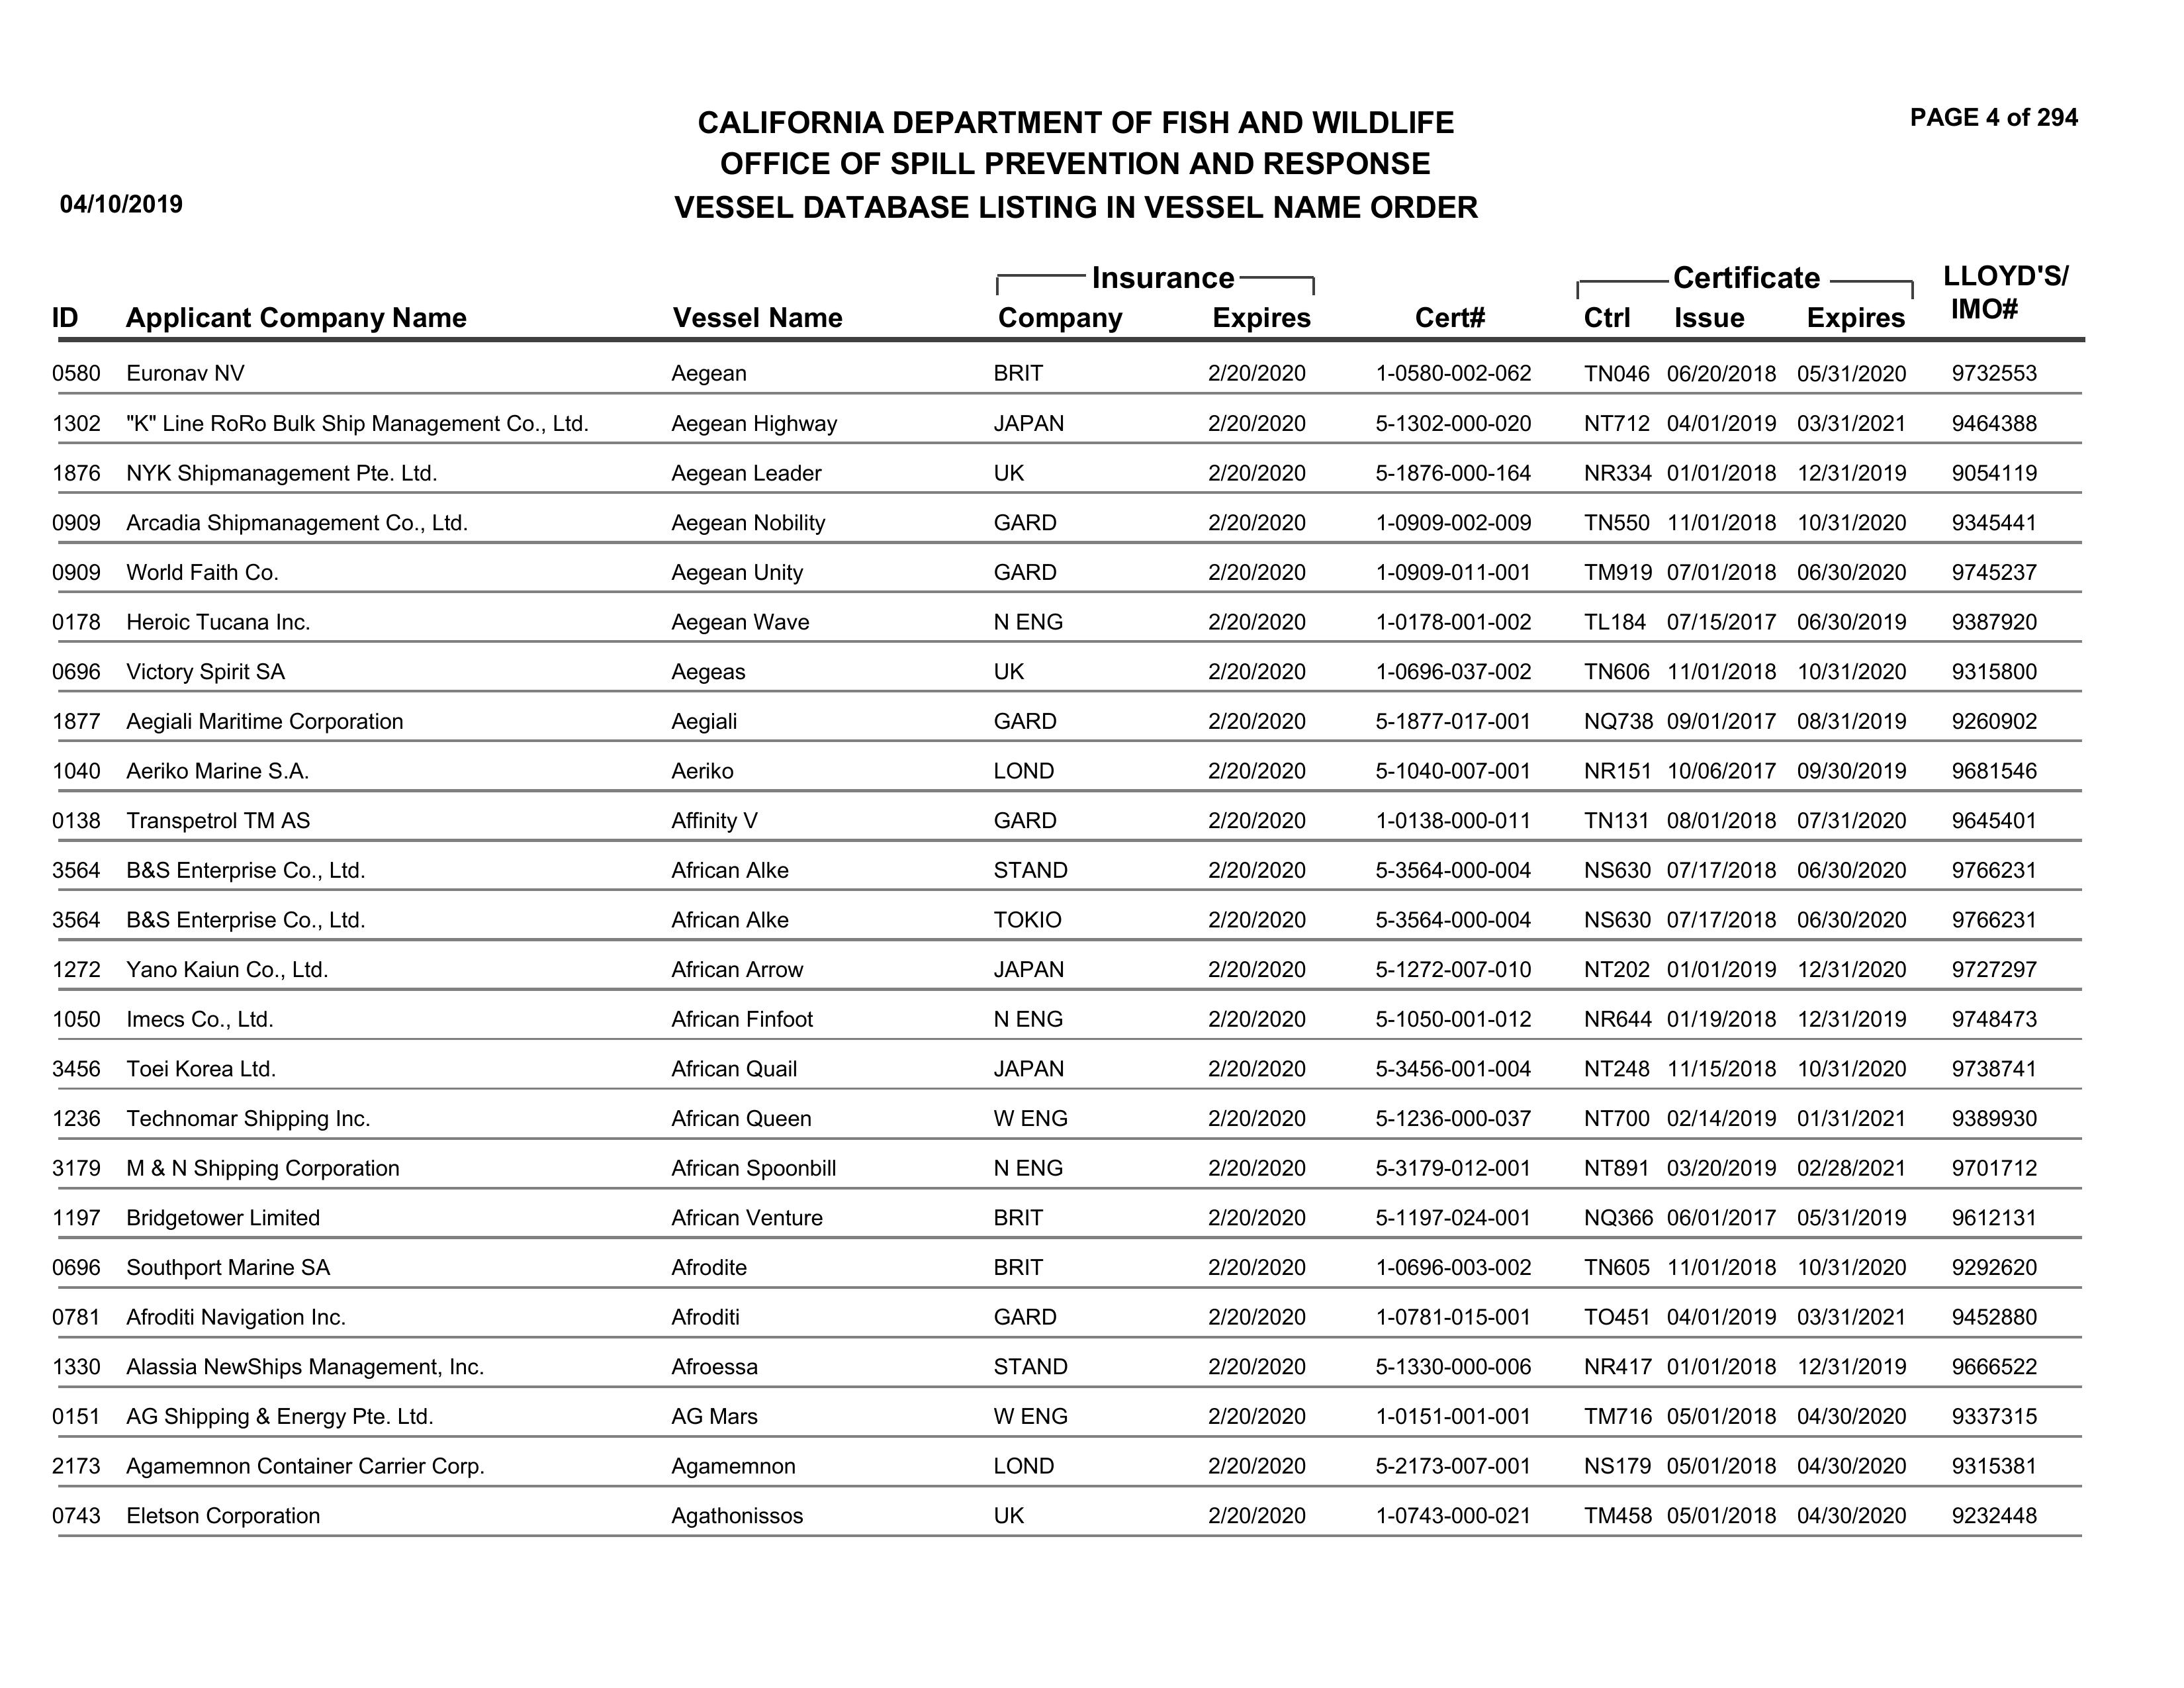 PAGE 4 of 294
CALIFORNIA DEPARTMENT OF FISH AND WILDLIFE
OFFICE OF SPILL PREVENTION AND RESPONSE
04/10/2019 VESSEL DATABASE LISTING IN VESSEL NAME ORDER
Insurance Certificate LLOYD'S/
ID Applicant Company Name Vessel Name Company Expires Cert# Ctrl Issue Expires IMO#
0580 Euronav NV Aegean BRIT 2/20/2020 1-0580-002-062 TN046 06/20/2018 05/31/2020 9732553
1302 "K" Line RoRo Bulk Ship Management Co., Ltd. Aegean Highway JAPAN 2/20/2020 5-1302-000-020 NT712 04/01/2019 03/31/2021 9464388
1876 NYK Shipmanagement Pte. Ltd. Aegean Leader UK 2/20/2020 5-1876-000-164 NR334 01/01/2018 12/31/2019 9054119
0909 Arcadia Shipmanagement Co., Ltd. Aegean Nobility GARD 2/20/2020 1-0909-002-009 TN550 11/01/2018 10/31/2020 9345441
0909 World Faith Co. Aegean Unity GARD 2/20/2020 1-0909-011-001 TM919 07/01/2018 06/30/2020 9745237
0178 Heroic Tucana Inc. Aegean Wave N ENG 2/20/2020 1-0178-001-002 TL184 07/15/2017 06/30/2019 9387920
0696 Victory Spirit SA Aegeas UK 2/20/2020 1-0696-037-002 TN606 11/01/2018 10/31/2020 9315800
1877 Aegiali Maritime Corporation Aegiali GARD 2/20/2020 5-1877-017-001 NQ738 09/01/2017 08/31/2019 9260902
1040 Aeriko Marine S.A. Aeriko LOND 2/20/2020 5-1040-007-001 NR151 10/06/2017 09/30/2019 9681546
0138 Transpetrol TM AS Affinity V GARD 2/20/2020 1-0138-000-011 TN131 08/01/2018 07/31/2020 9645401
3564 B&S Enterprise Co., Ltd. African Alke STAND 2/20/2020 5-3564-000-004 NS630 07/17/2018 06/30/2020 9766231
3564 B&S Enterprise Co., Ltd. African Alke TOKIO 2/20/2020 5-3564-000-004 NS630 07/17/2018 06/30/2020 9766231
1272 Yano Kaiun Co., Ltd. African Arrow JAPAN 2/20/2020 5-1272-007-010 NT202 01/01/2019 12/31/2020 9727297
1050 Imecs Co., Ltd. African Finfoot N ENG 2/20/2020 5-1050-001-012 NR644 01/19/2018 12/31/2019 9748473
3456 Toei Korea Ltd. African Quail JAPAN 2/20/2020 5-3456-001-004 NT248 11/15/2018 10/31/2020 9738741
1236 Technomar Shipping Inc. African Queen W ENG 2/20/2020 5-1236-000-037 NT700 02/14/2019 01/31/2021 9389930
3179 M & N Shipping Corporation African Spoonbill N ENG 2/20/2020 5-3179-012-001 NT891 03/20/2019 02/28/2021 9701712
1197 Bridgetower Limited African Venture BRIT 2/20/2020 5-1197-024-001 NQ366 06/01/2017 05/31/2019 9612131
0696 Southport Marine SA Afrodite BRIT 2/20/2020 1-0696-003-002 TN605 11/01/2018 10/31/2020 9292620
0781 Afroditi Navigation Inc. Afroditi GARD 2/20/2020 1-0781-015-001 TO451 04/01/2019 03/31/2021 9452880
1330 Alassia NewShips Management, Inc. Afroessa STAND 2/20/2020 5-1330-000-006 NR417 01/01/2018 12/31/2019 9666522
0151 AG Shipping & Energy Pte. Ltd. AG Mars W ENG 2/20/2020 1-0151-001-001 TM716 05/01/2018 04/30/2020 9337315
2173 Agamemnon Container Carrier Corp. Agamemnon LOND 2/20/2020 5-2173-007-001 NS179 05/01/2018 04/30/2020 9315381
0743 Eletson Corporation Agathonissos UK 2/20/2020 1-0743-000-021 TM458 05/01/2018 04/30/2020 9232448